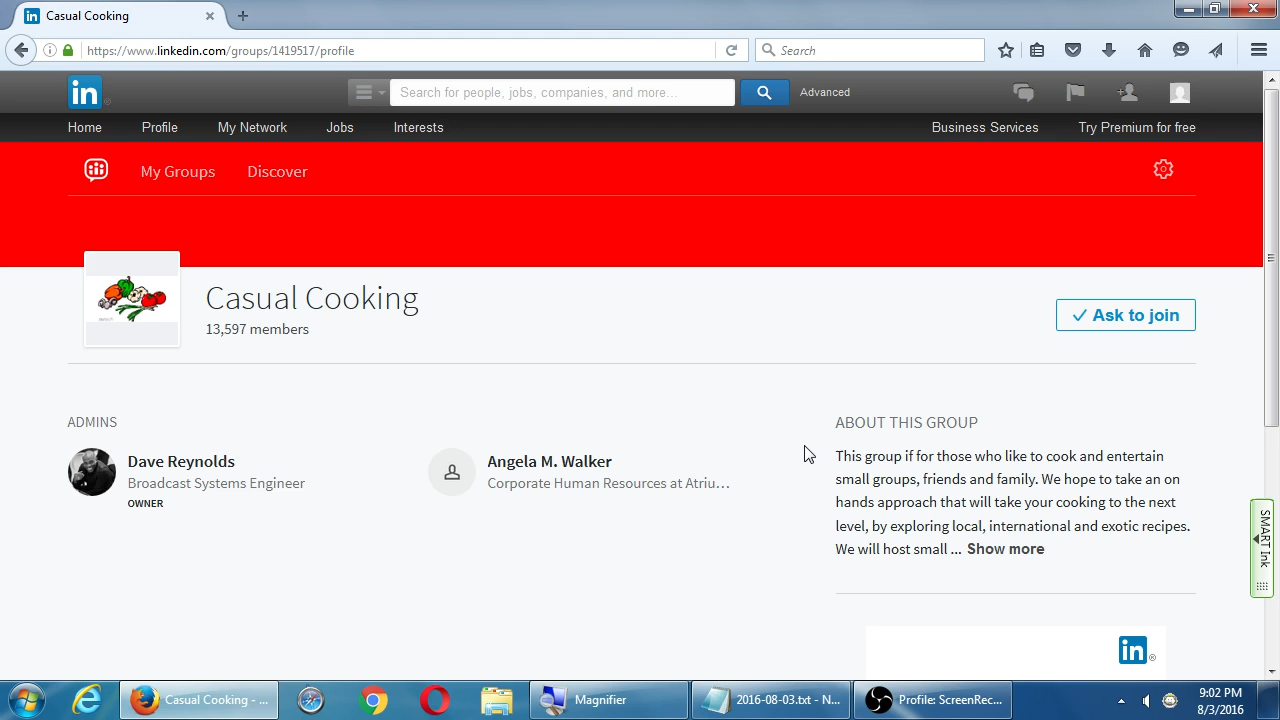 Casual Cooking
https://www.linkedin.com/groups/1419517/profile
Search
in
Search for people, jobs, companies, and more...
Advanced
Home
Profile
My Network
Jobs
Interests
Business Services
Try Premium for free
My Groups
Discover
Casual Cooking
13,597 members
Ask to join
ADMINS
Dave Reynolds
Broadcast Systems Engineer
OWNER
Angela M. Walker
Corporate Human Resources at Atriu...
ABOUT THIS GROUP
This group if for those who like to cook and entertain
small groups, friends and family. We hope to take an on
hands approach that will take your cooking to the next
level, by exploring local, international and exotic recipes.
We will host small ... Show more
in
SMART Ink
Casual Cooking - ...
Magnifier
2016-08-03.txt - N...
Profile: ScreenRec...
9:02 PM
8/3/2016